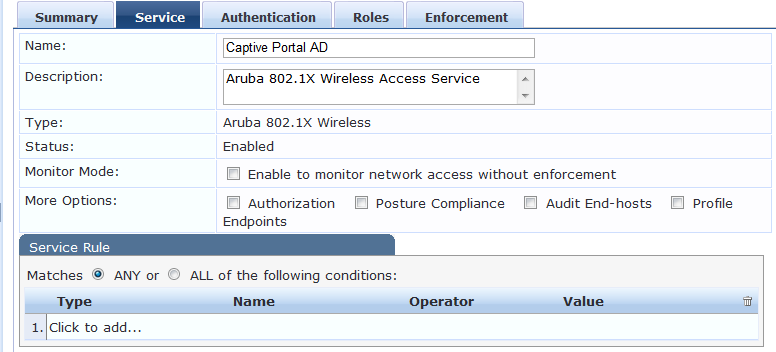 Summary Service Authentication Roles Enforcement
Name: Captive Portal AD
Description: Aruba 802.1X Wireless Access Service
Type: Aruba 802.1X Wireless
Status: Enabled
Monitor Mode: Enable to monitor network access without enforcement
More Options: Authorization Posture Compliance Audit End-hosts Profile
Endpoints
Service Rule
Matches ANY or ALL of the following conditions:
Type Name Operator Value
1. Click to add...